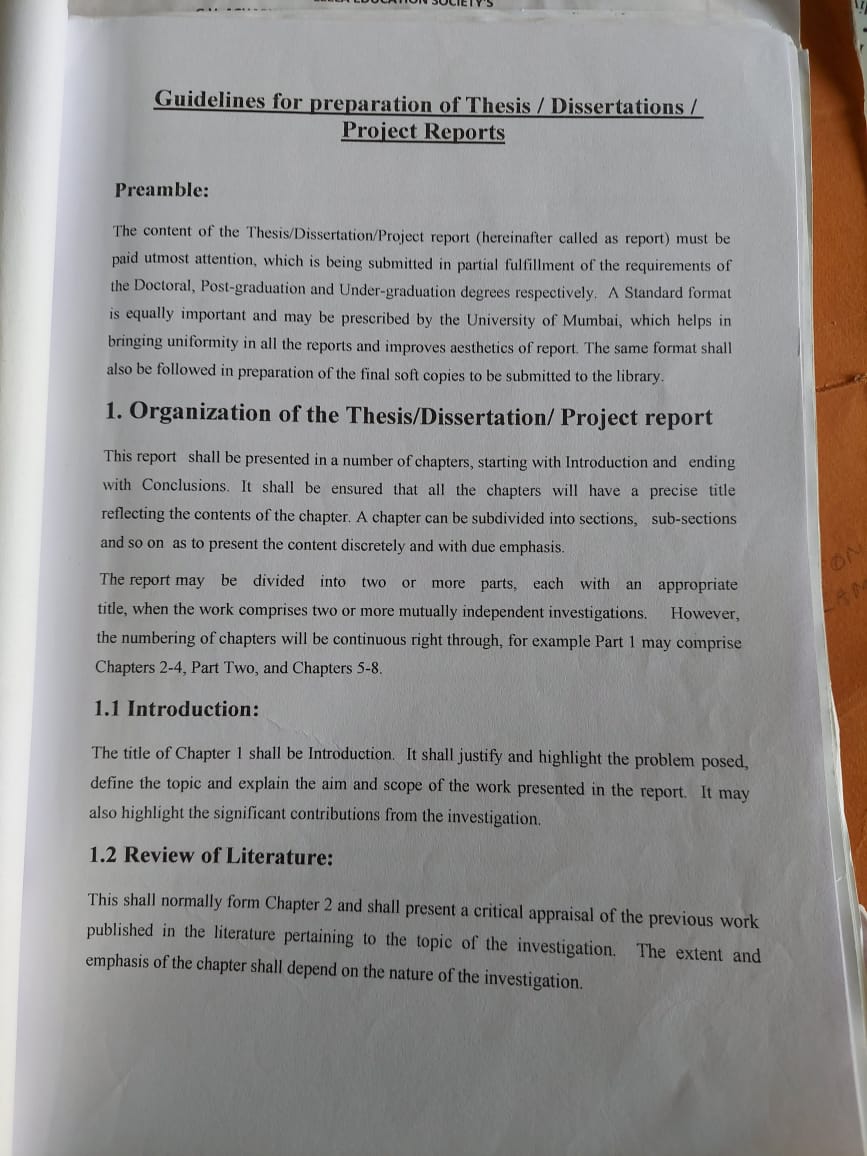 EDUCATION SOCIETY'S
Guidelines for preparation of Thesis / Dissertations /
Project Reports
Preamble:
The content of the Thesis/Dissertation/Project report (hereinafter called as report) must be
paid utmost attention, which is being submitted in partial fulfillment of the requirements of
the Doctoral, Post-graduation and Under-graduation degrees respectively. A Standard format
is equally important and may be prescribed by the University of Mumbai, which helps in
bringing uniformity in all the reports and improves aesthetics of report. The same format shall
also be followed in preparation of the final soft copies to be submitted to the library.
1. Organization of the Thesis/Dissertation/ Project report
This report shall be presented in a number of chapters, starting with Introduction and ending
with Conclusions. It shall be ensured that all the chapters will have a precise title
reflecting the contents of the chapter. A chapter can be subdivided into sections, sub-sections
and so on as to present the content discretely and with due emphasis.
The report may be divided into two or more parts, each with an appropriate
title, when the work comprises two or more mutually independent investigations. However,
the numbering of chapters will be continuous right through, for example Part 1 may comprise
Chapters 2-4, Part Two, and Chapters 5-8.
1.1 Introduction:
The title of Chapter 1 shall be Introduction. It shall justify and highlight the problem posed,
define the topic and explain the aim and scope of the work presented in the report. It may
also highlight the significant contributions from the investigation.
1.2 Review of Literature:
This shall normally form Chapter 2 and shall present a critical appraisal of the previous work
published in the literature pertaining to the topic of the investigation. The extent and
emphasis of the chapter shall depend on the nature of the investigation.